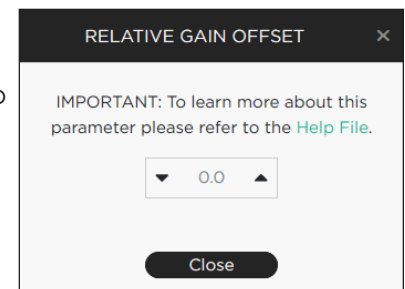 RELATIVE GAIN OFFSET ×
IMPORTANT: To learn more about this
parameter please refer to the Help File.
0.0
Close